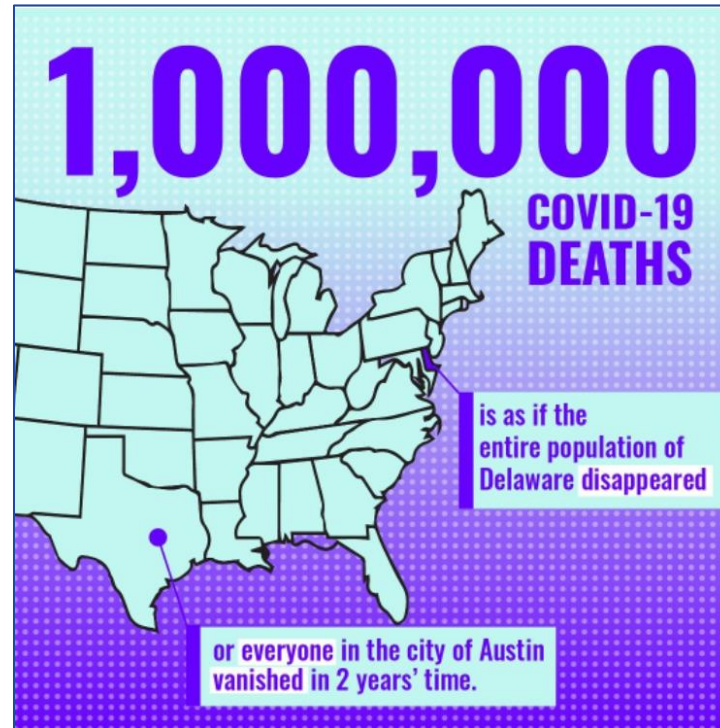 1,000,000
COVID-19
DEATHS
is as if the
entire population of
Delaware disappeared
or everyone in the city of Austin
vanished in 2 years’ time.